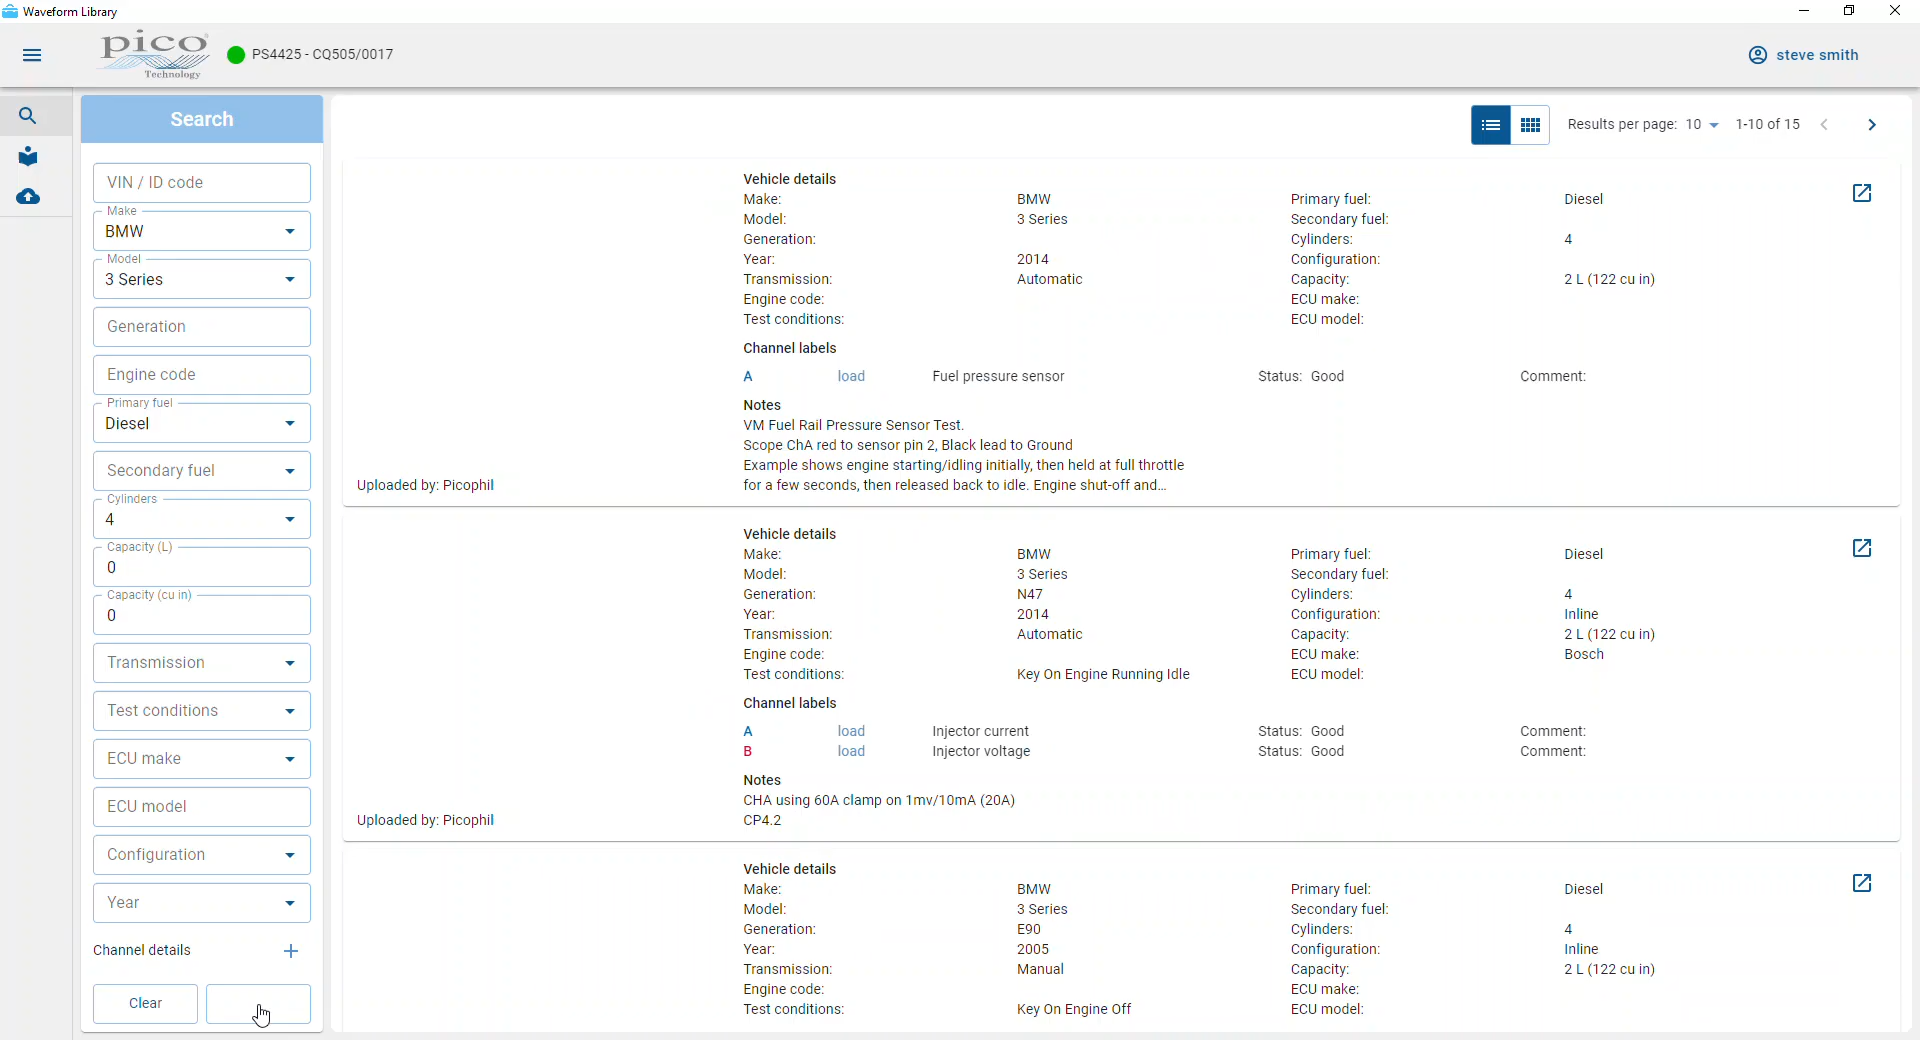 Waveform Library
pico
Technology
PS4425 - CQ505/0017
steve smith
Search
VIN / ID code
Make
BMW
Model
3 Series
Generation
Engine code
Primary fuel
Diesel
Secondary fuel
Cylinders
4
Capacity (L)
0
Capacity (cu in)
0
Transmission
Test conditions
ECU make
ECU model
Configuration
Year
Channel details
Clear
Results per page: 10 1-10 of 15
Vehicle details
Make: BMW Primary fuel: Diesel
Model: 3 Series Secondary fuel:
Generation: Cylinders: 4
Year: 2014 Configuration:
Transmission: Automatic Capacity: 2 L (122 cu in)
Engine code: ECU make:
Test conditions: ECU model:
Channel labels
A load Fuel pressure sensor Status: Good Comment:
Notes
VM Fuel Rail Pressure Sensor Test.
Scope ChA red to sensor pin 2, Black lead to Ground
Example shows engine starting/idling initially, then held at full throttle
for a few seconds, then released back to idle. Engine shut-off and...
Uploaded by: Picophil
Vehicle details
Make: BMW Primary fuel: Diesel
Model: 3 Series Secondary fuel:
Generation: N47 Cylinders: 4
Year: 2014 Configuration: Inline
Transmission: Automatic Capacity: 2 L (122 cu in)
Engine code: ECU make: Bosch
Test conditions: Key On Engine Running Idle ECU model:
Channel labels
A load Injector current Status: Good Comment:
B load Injector voltage Status: Good Comment:
Notes
CHA using 60A clamp on 1mv/10mA (20A)
CP4.2
Uploaded by: Picophil
Vehicle details
Make: BMW Primary fuel: Diesel
Model: 3 Series Secondary fuel:
Generation: E90 Cylinders: 4
Year: 2005 Configuration: Inline
Transmission: Manual Capacity: 2 L (122 cu in)
Engine code: ECU make:
Test conditions: Key On Engine Off ECU model: